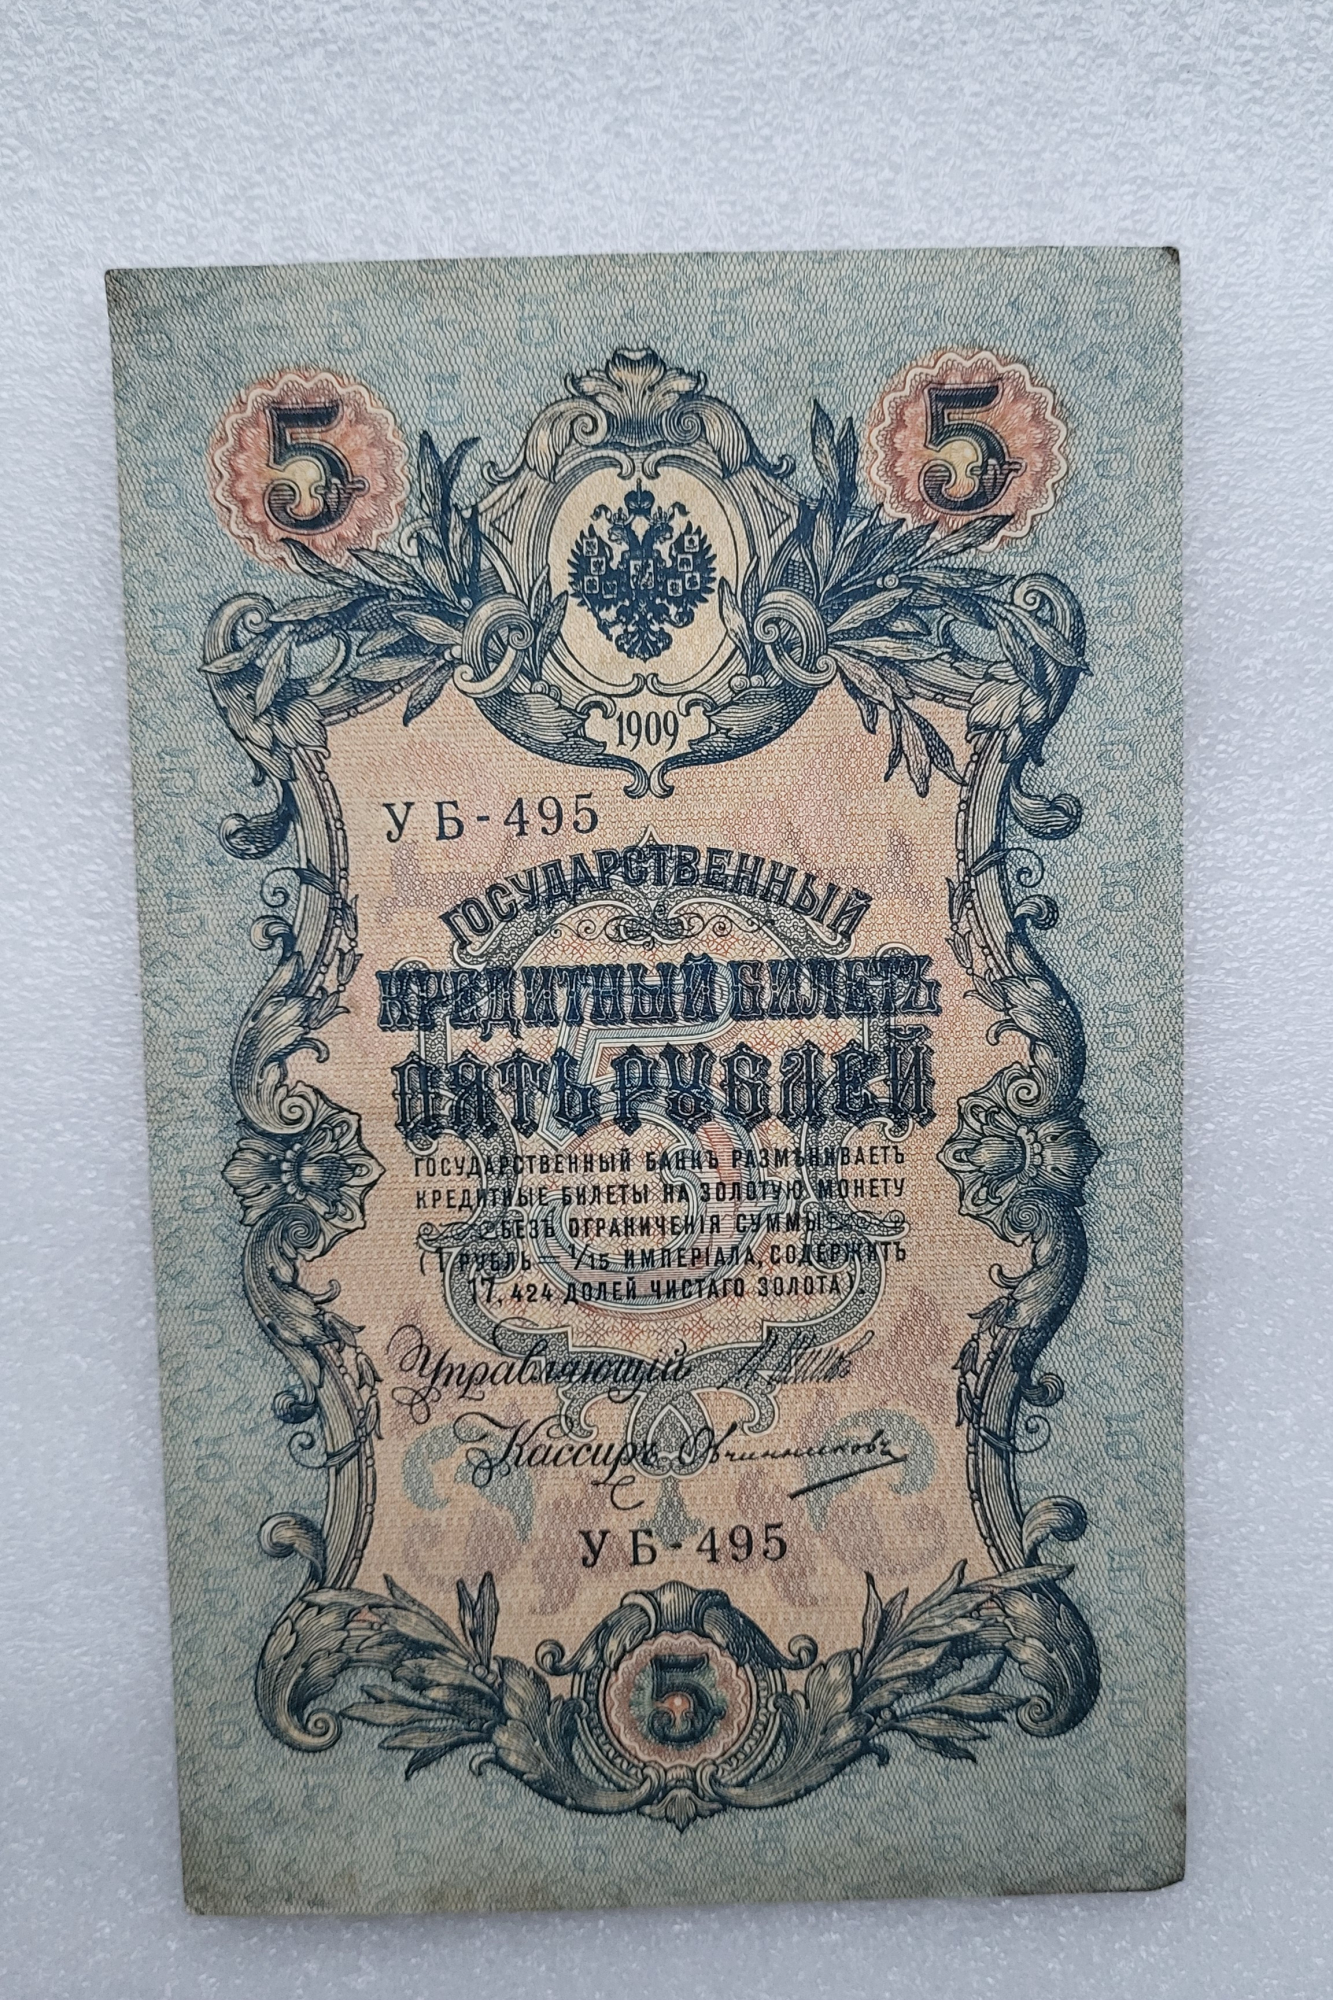 5 5
1909
УБ-495
ГОСУДАРСТВЕННЫЙ
КРЕДИТНЫЙ БИЛЕТЪ
ПЯТЬ РУБЛЕЙ
ГОСУДАРСТВЕННЫЙ БАНКЪ РАЗМѢНИВАЕТЪ
КРЕДИТНЫЕ БИЛЕТЫ НА ЗОЛОТУЮ МОНЕТУ
БЕЗЪ ОГРАНИЧЕНІЯ СУММЫ
(1 РУБЛЬ = 1/15 ИМПЕРІАЛА, СОДЕРЖИТЪ
17,424 ДОЛЕЙ ЧИСТАГО ЗОЛОТА).
Управляющій
Кассиръ Овчинниковъ
УБ-495
5